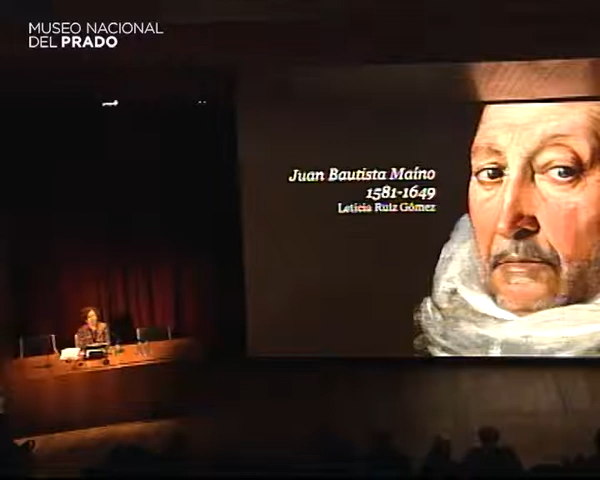 MUSEO NACIONAL
DEL PRADO
Juan Bautista Maíno
1581-1649
Leticia Ruiz Gómez